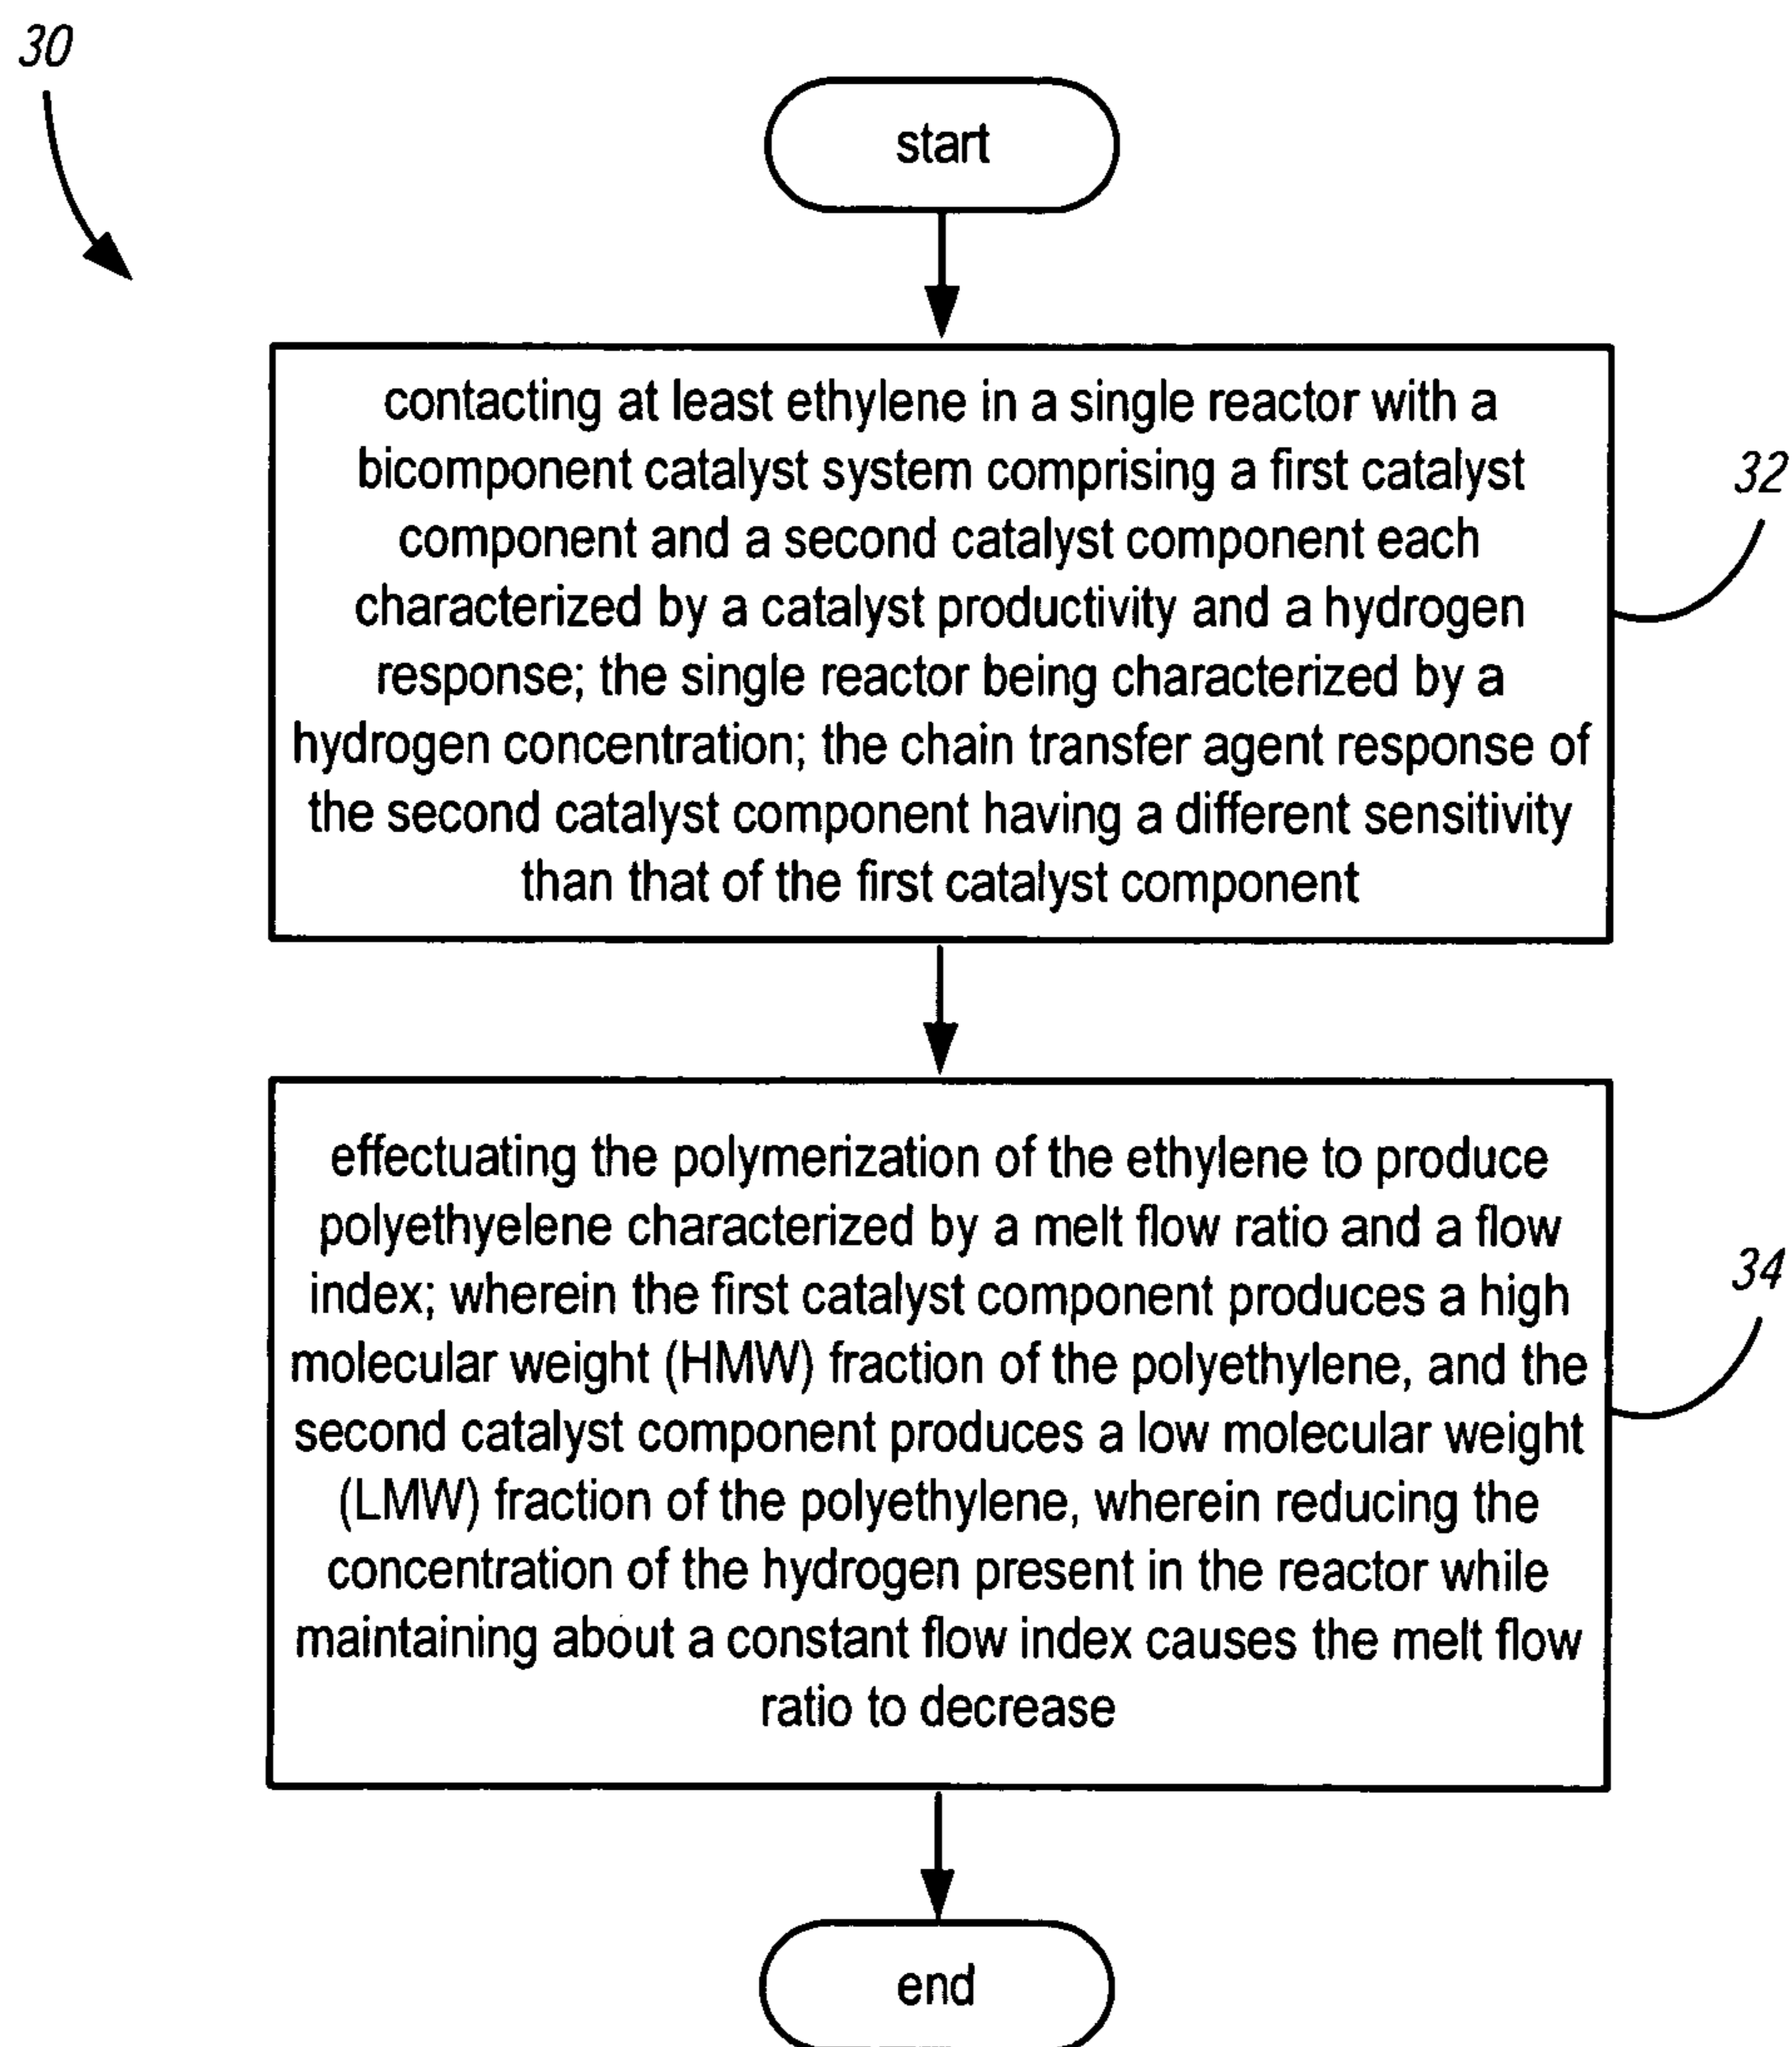 30
start
contacting at least ethylene in a single reactor with a
bicomponent catalyst system comprising a first catalyst
component and a second catalyst component each
characterized by a catalyst productivity and a hydrogen
response; the single reactor being characterized by a
hydrogen concentration; the chain transfer agent response of
the second catalyst component having a different sensitivity
than that of the first catalyst component
32
effectuating the polymerization of the ethylene to produce
polyethyelene characterized by a melt flow ratio and a flow
index; wherein the first catalyst component produces a high
molecular weight (HMW) fraction of the polyethylene, and the
second catalyst component produces a low molecular weight
(LMW) fraction of the polyethylene, wherein reducing the
concentration of the hydrogen present in the reactor while
maintaining about a constant flow index causes the melt flow
ratio to decrease
34
end